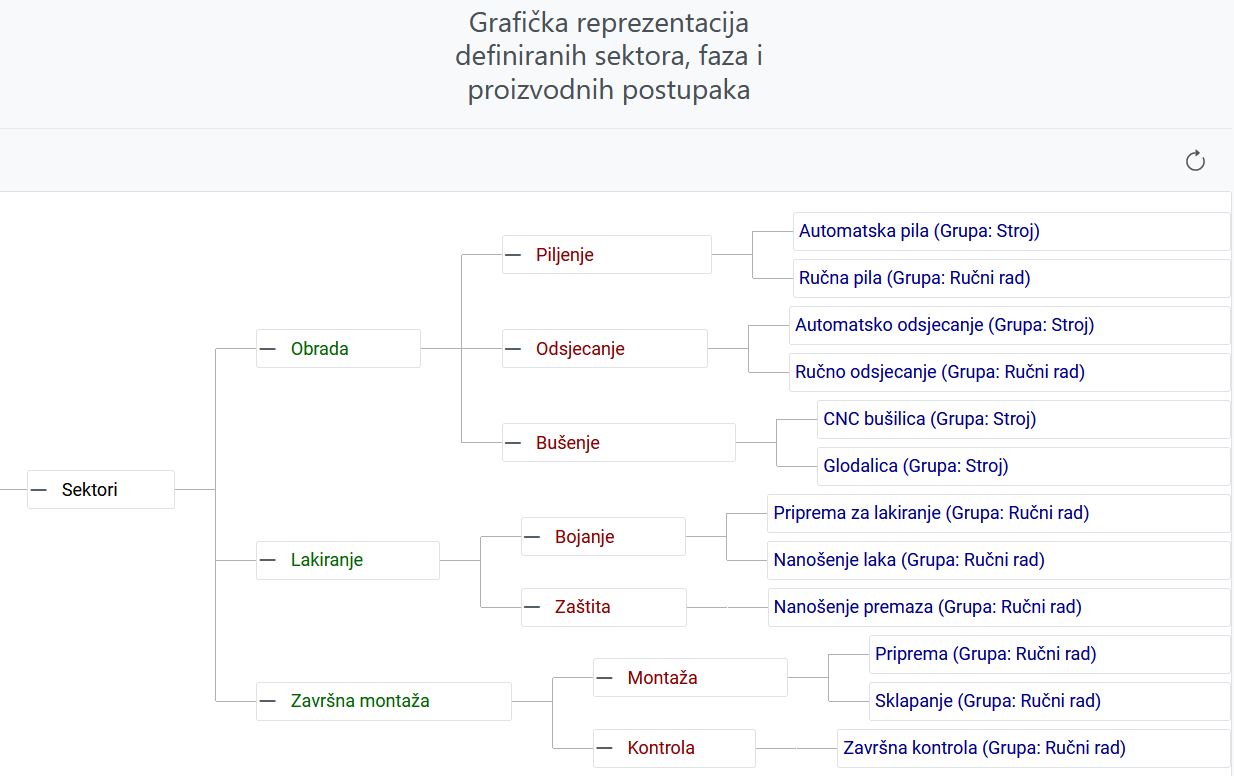 Grafička reprezentacija
definiranih sektora, faza i
proizvodnih postupaka
Sektori
Obrada
Piljenje
Automatska pila (Grupa: Stroj)
Ručna pila (Grupa: Ručni rad)
Odsjecanje
Automatsko odsjecanje (Grupa: Stroj)
Ručno odsjecanje (Grupa: Ručni rad)
Bušenje
CNC bušilica (Grupa: Stroj)
Glodalica (Grupa: Stroj)
Lakiranje
Bojanje
Priprema za lakiranje (Grupa: Ručni rad)
Nanošenje laka (Grupa: Ručni rad)
Zaštita
Nanošenje premaza (Grupa: Ručni rad)
Završna montaža
Montaža
Priprema (Grupa: Ručni rad)
Sklapanje (Grupa: Ručni rad)
Kontrola
Završna kontrola (Grupa: Ručni rad)